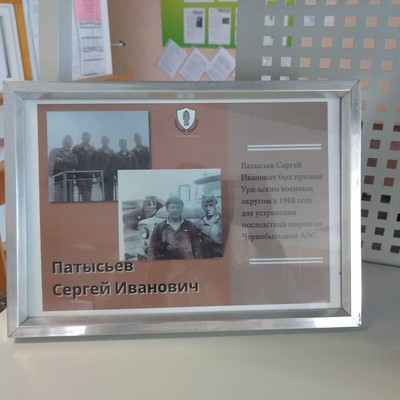 Патысьев Сергей
Иванович был призван
Уральским военным
округом в 1988 году
для устранения
последствий аварии на
Чернобыльской АЭС.
Патысьев
Сергей Иванович